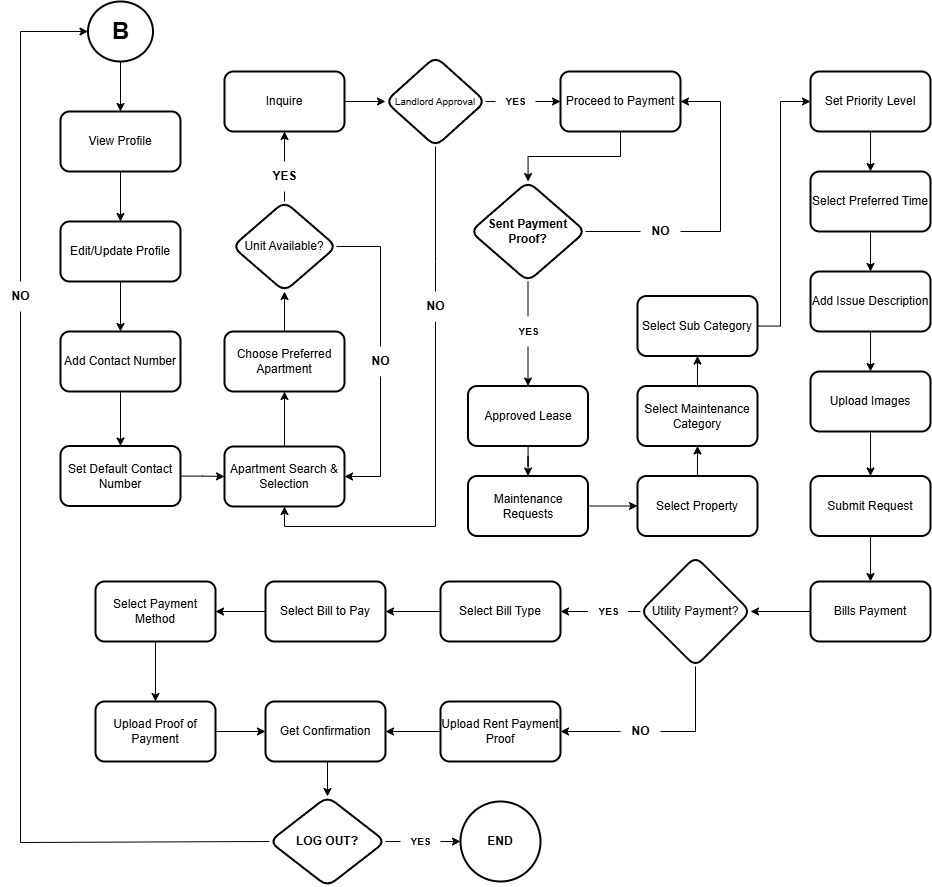 B
View Profile
Edit/Update Profile
Add Contact Number
Set Default Contact
Number
Apartment Search &
Selection
Choose Preferred
Apartment
Unit Available?
NO
YES
Inquire
Landlord Approval
NO
YES
Proceed to Payment
Sent Payment
Proof?
NO
YES
Approved Lease
Maintenance
Requests
Select Property
Select Maintenance
Category
Select Sub Category
Set Priority Level
Select Preferred Time
Add Issue Description
Upload Images
Submit Request
Bills Payment
Utility Payment?
YES
Select Bill Type
Select Bill to Pay
Select Payment
Method
Upload Proof of
Payment
NO
Upload Rent Payment
Proof
Get Confirmation
LOG OUT?
NO
YES
END